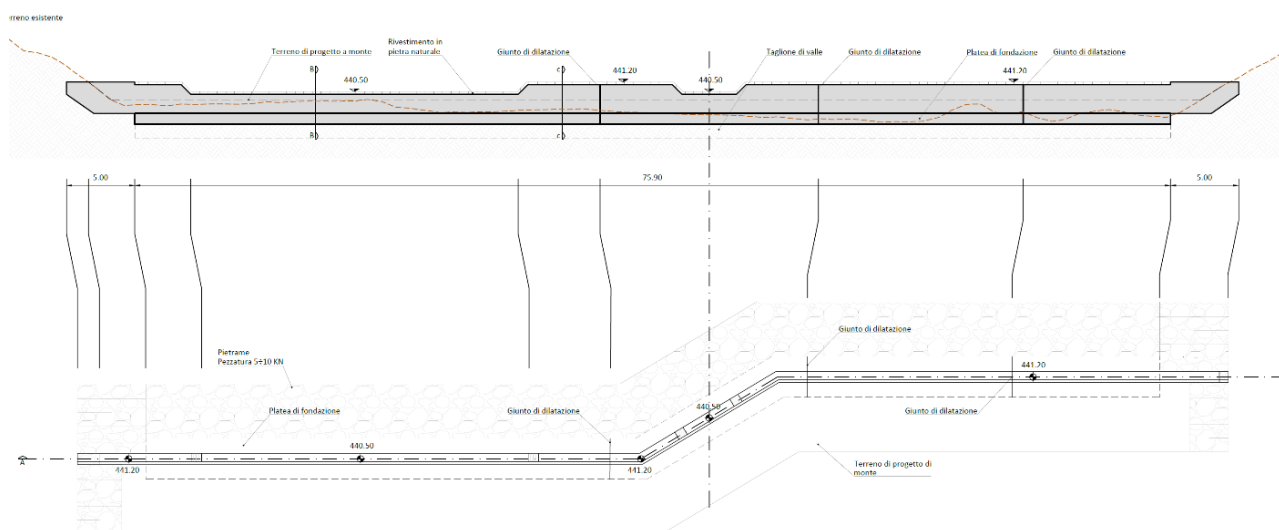 erreno esistente
Terreno di progetto a monte
Rivestimento in
pietra naturale
Giunto di dilatazione
Taglione di valle
Giunto di dilatazione
Platea di fondazione
Giunto di dilatazione
B
440.50
C
441.20
440.50
441.20
B
C
5.00
75.90
5.00
Giunto di dilatazione
Pietrame
Pezzatura 5÷10 KN
441.20
Platea di fondazione
Giunto di dilatazione
440.50
Giunto di dilatazione
440.50
A
441.20
441.20
Terreno di progetto di
monte